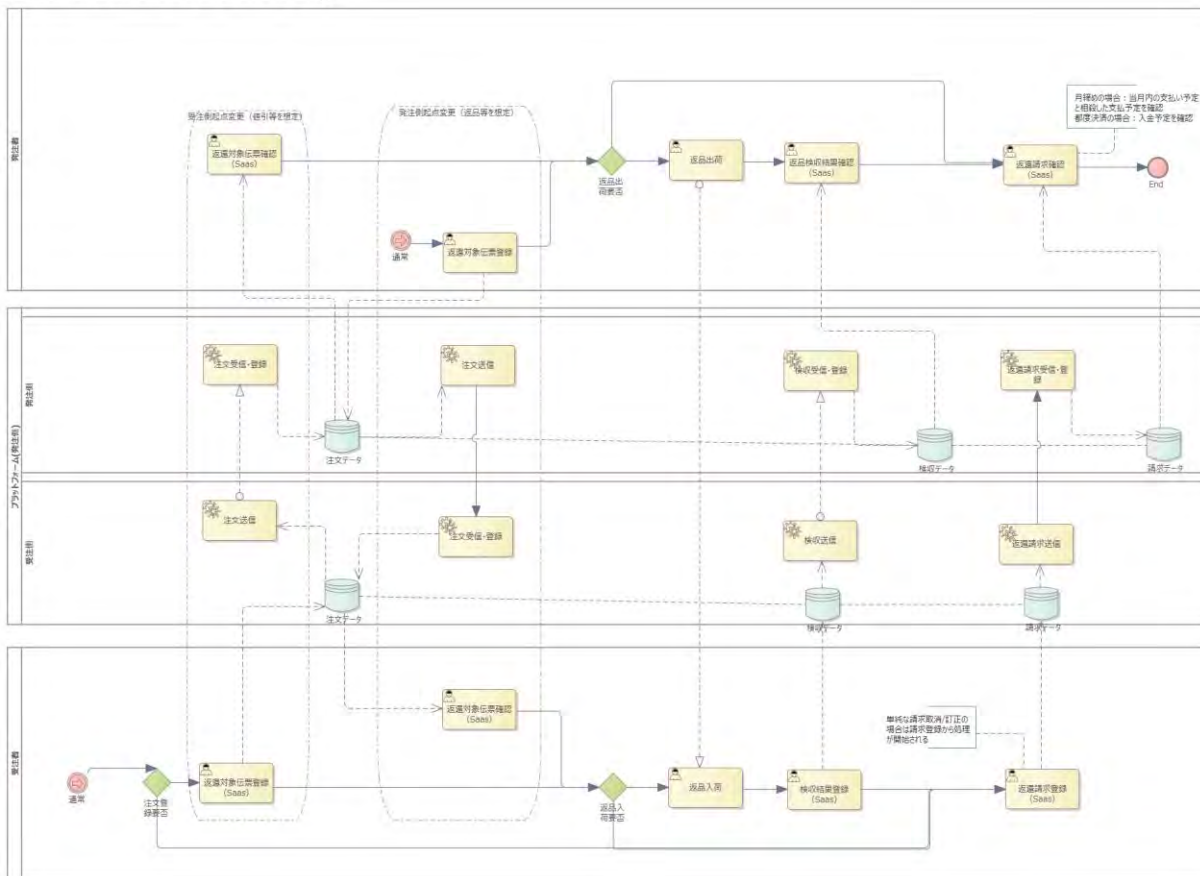 発注者
発注側起点変更（値引等を想定）
発注側起点変更（返品等を想定）
月締めの場合：当月内の支払い予定
と相殺した支払予定を確認
都度決済の場合：入金予定を確認
返還対象伝票確認
(Saas)
返品出
荷要否
返品出荷
返品検収結果確認
(Saas)
返還請求確認
(Saas)
End
通常
返還対象伝票登録
プラットフォーム(発注側)
発注側
注文受信・登録
注文送信
検収受信・登録
返還請求受信・登
録
注文データ
検収データ
請求データ
受注側
注文送信
注文受信・登録
検収送信
返還請求送信
注文データ
検収データ
請求データ
受注者
返還対象伝票確認
(Saas)
単純な請求取消/訂正の
場合は請求登録から処理
が開始される
通常
注文登
録要否
返還対象伝票登録
(Saas)
返品入
荷要否
返品入荷
検収結果登録
(Saas)
返還請求登録
(Saas)